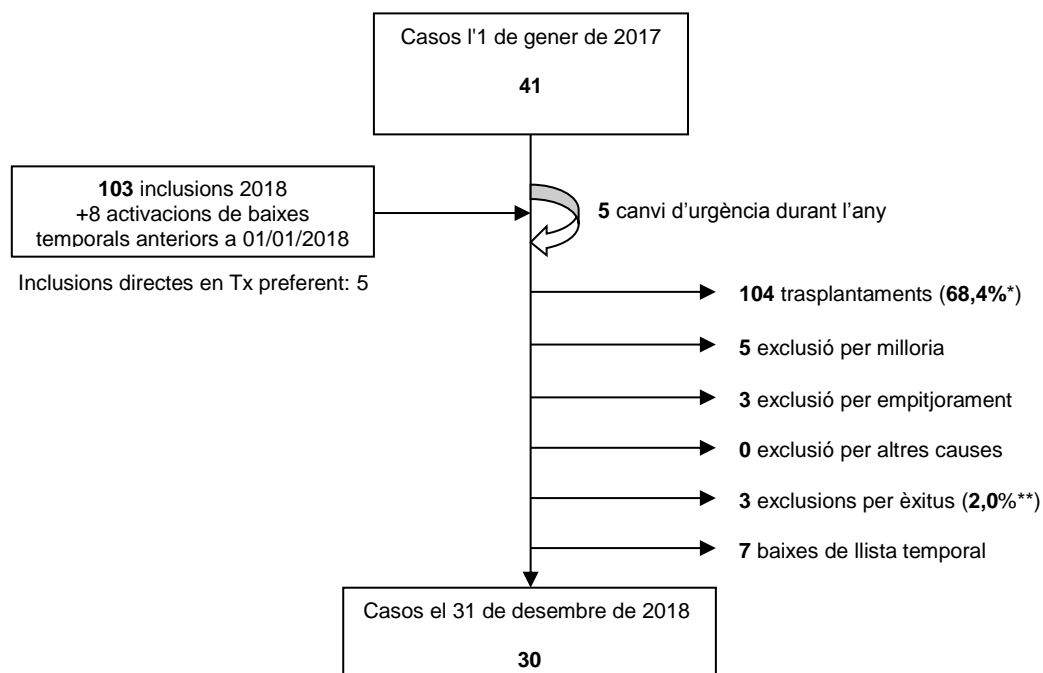 Casos l'1 de gener de 2017
41
103 inclusions 2018
+8 activacions de baixes
temporals anteriors a 01/01/2018
5 canvi d’urgència durant l’any
Inclusions directes en Tx preferent: 5
104 trasplantaments (68,4%*)
5 exclusió per milloria
3 exclusió per empitjorament
0 exclusió per altres causes
3 exclusions per èxitus (2,0%**)
7 baixes de llista temporal
Casos el 31 de desembre de 2018
30